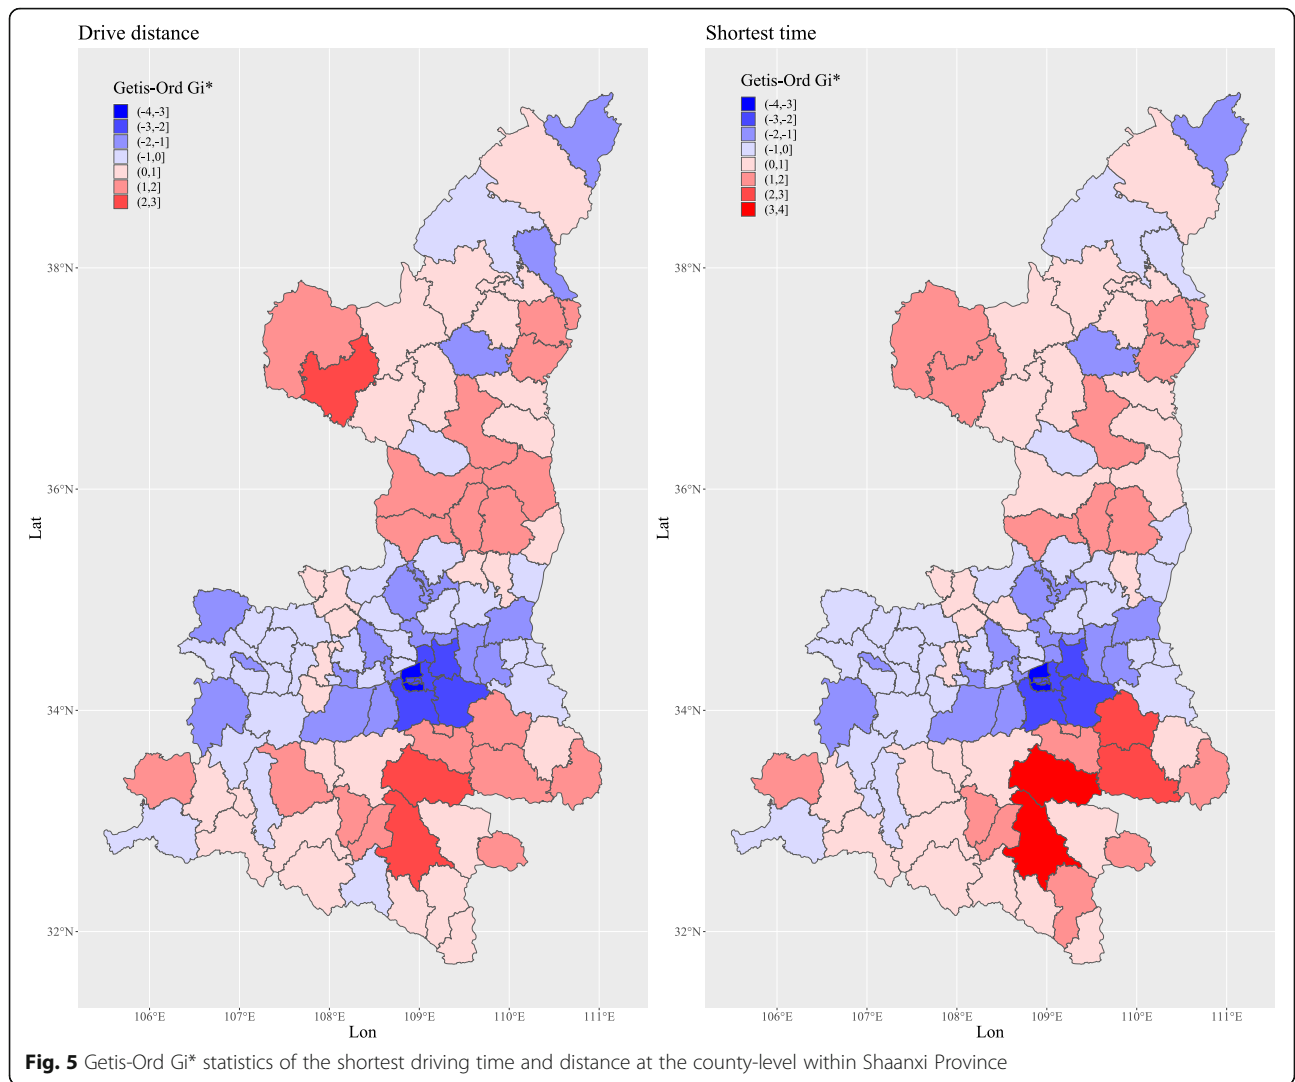 Drive distance
Getis-Ord Gi*
(-4,-3]
(-3,-2]
(-2,-1]
(-1,0]
(0,1]
(1,2]
(2,3]
38°N
36°N
34°N
32°N
Lat
106°E 107°E 108°E 109°E 110°E 111°E
Lon
Shortest time
Getis-Ord Gi*
(-4,-3]
(-3,-2]
(-2,-1]
(-1,0]
(0,1]
(1,2]
(2,3]
(3,4]
38°N
36°N
34°N
32°N
Lat
106°E 107°E 108°E 109°E 110°E 111°E
Lon
Fig. 5 Getis-Ord Gi* statistics of the shortest driving time and distance at the county-level within Shaanxi Province